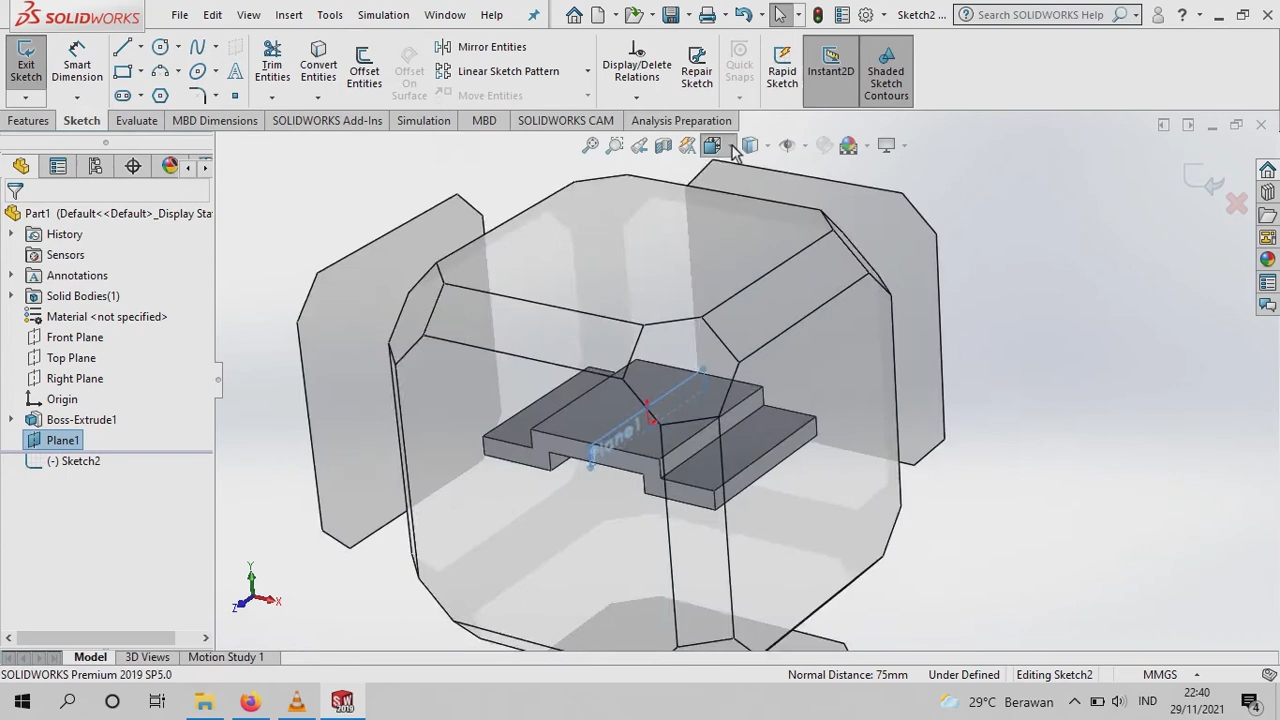 SOLIDWORKS
File Edit View Insert Tools Simulation Window Help
Sketch2 ...
Search SOLIDWORKS Help
Exit Sketch
Smart Dimension
Trim Entities
Convert Entities
Offset Entities
Offset On Surface
Mirror Entities
Linear Sketch Pattern
Move Entities
Display/Delete Relations
Repair Sketch
Quick Snaps
Rapid Sketch
Instant2D
Shaded Sketch Contours
Features Sketch Evaluate MBD Dimensions SOLIDWORKS Add-Ins Simulation MBD SOLIDWORKS CAM Analysis Preparation
Part1 (Default<<Default>_Display Sta
History
Sensors
Annotations
Solid Bodies(1)
Material <not specified>
Front Plane
Top Plane
Right Plane
Origin
Boss-Extrude1
Plane1
(-) Sketch2
Plane1
Y
Z
X
Model 3D Views Motion Study 1
SOLIDWORKS Premium 2019 SP5.0
Normal Distance: 75mm Under Defined Editing Sketch2 MMGS
SW
2019
29°C Berawan
IND
22:40
29/11/2021
4